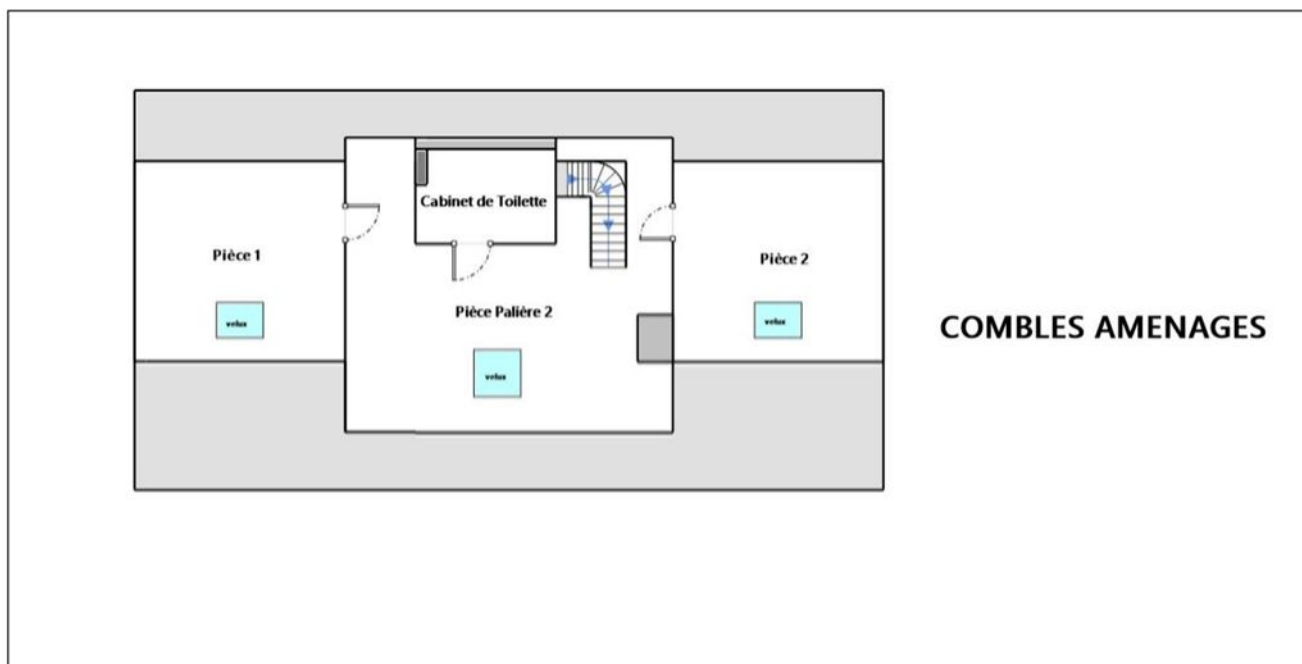 Cabinet de Toilette
Pièce 1
Pièce 2
Pièce Palière 2
velux
velux
velux
COMBLES AMENAGES